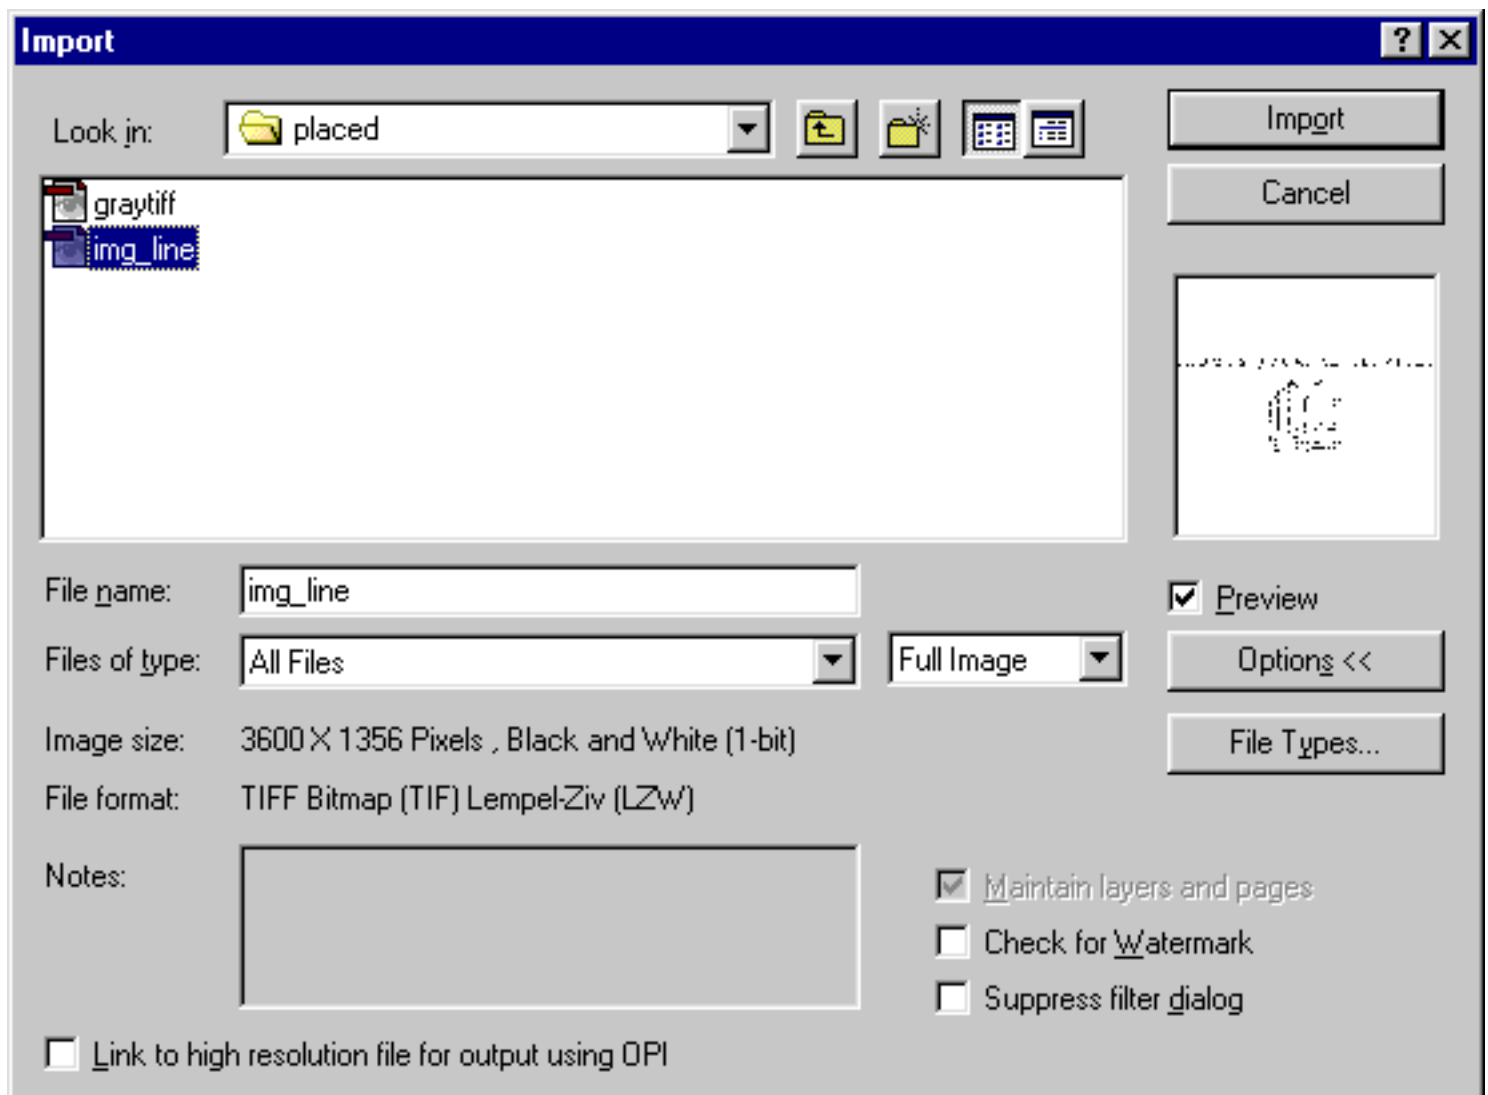 Import
Look in: placed
Import
Cancel
graytiff
img_line
File name: img_line
Preview
Files of type: All Files Full Image
Options <<
Image size: 3600 X 1356 Pixels , Black and White (1-bit)
File Types...
File format: TIFF Bitmap (TIF) Lempel-Ziv (LZW)
Notes:
Maintain layers and pages
Check for Watermark
Suppress filter dialog
Link to high resolution file for output using OPI